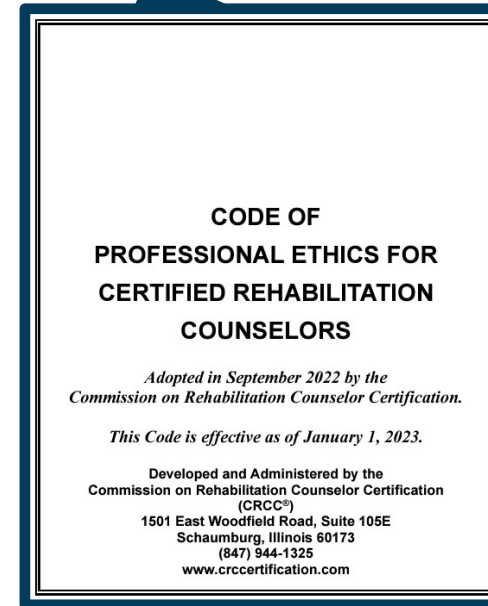 CODE OF
PROFESSIONAL ETHICS FOR
CERTIFIED REHABILITATION
COUNSELORS
Adopted in September 2022 by the
Commission on Rehabilitation Counselor Certification.
This Code is effective as of January 1, 2023.
Developed and Administered by the
Commission on Rehabilitation Counselor Certification
(CRCC®)
1501 East Woodfield Road, Suite 105E
Schaumburg, Illinois 60173
(847) 944-1325
www.crccertification.com